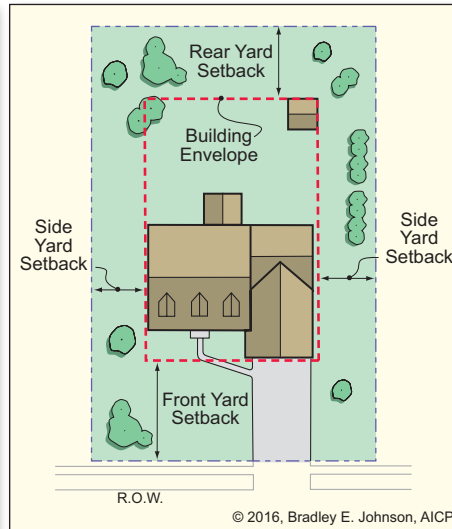 Rear Yard
Setback
Building
Envelope
Side
Yard
Setback
Side
Yard
Setback
Front Yard
Setback
R.O.W.
© 2016, Bradley E. Johnson, AICP